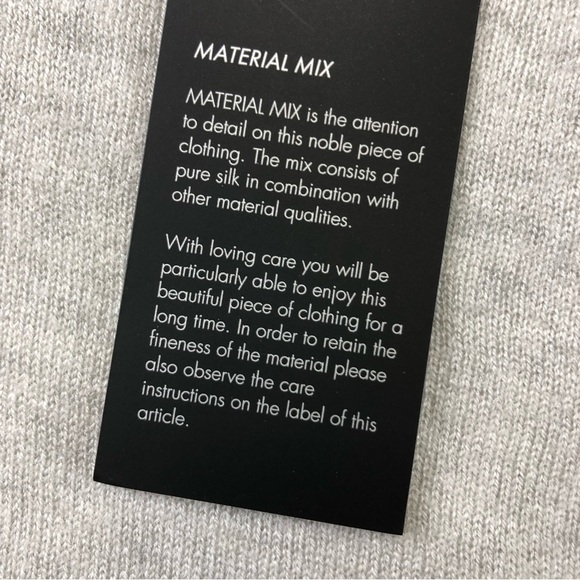 MATERIAL MIX
MATERIAL MIX is the attention
to detail on this noble piece of
clothing. The mix consists of
pure silk in combination with
other material qualities.
With loving care you will be
particularly able to enjoy this
beautiful piece of clothing for a
long time. In order to retain the
fineness of the material please
also observe the care
instructions on the label of this
article.